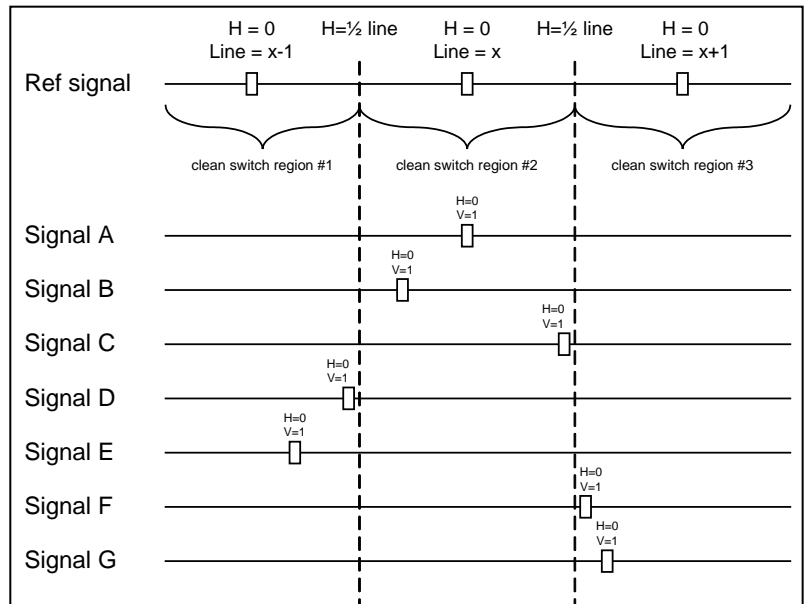 H = 0 H=½ line H = 0 H=½ line H = 0
Line = x-1 Line = x Line = x+1
Ref signal
clean switch region #1 clean switch region #2 clean switch region #3
H=0
V=1
Signal A
H=0
V=1
Signal B
H=0
V=1
Signal C
H=0
V=1
Signal D
H=0
V=1
Signal E
H=0
V=1
Signal F
H=0
V=1
Signal G